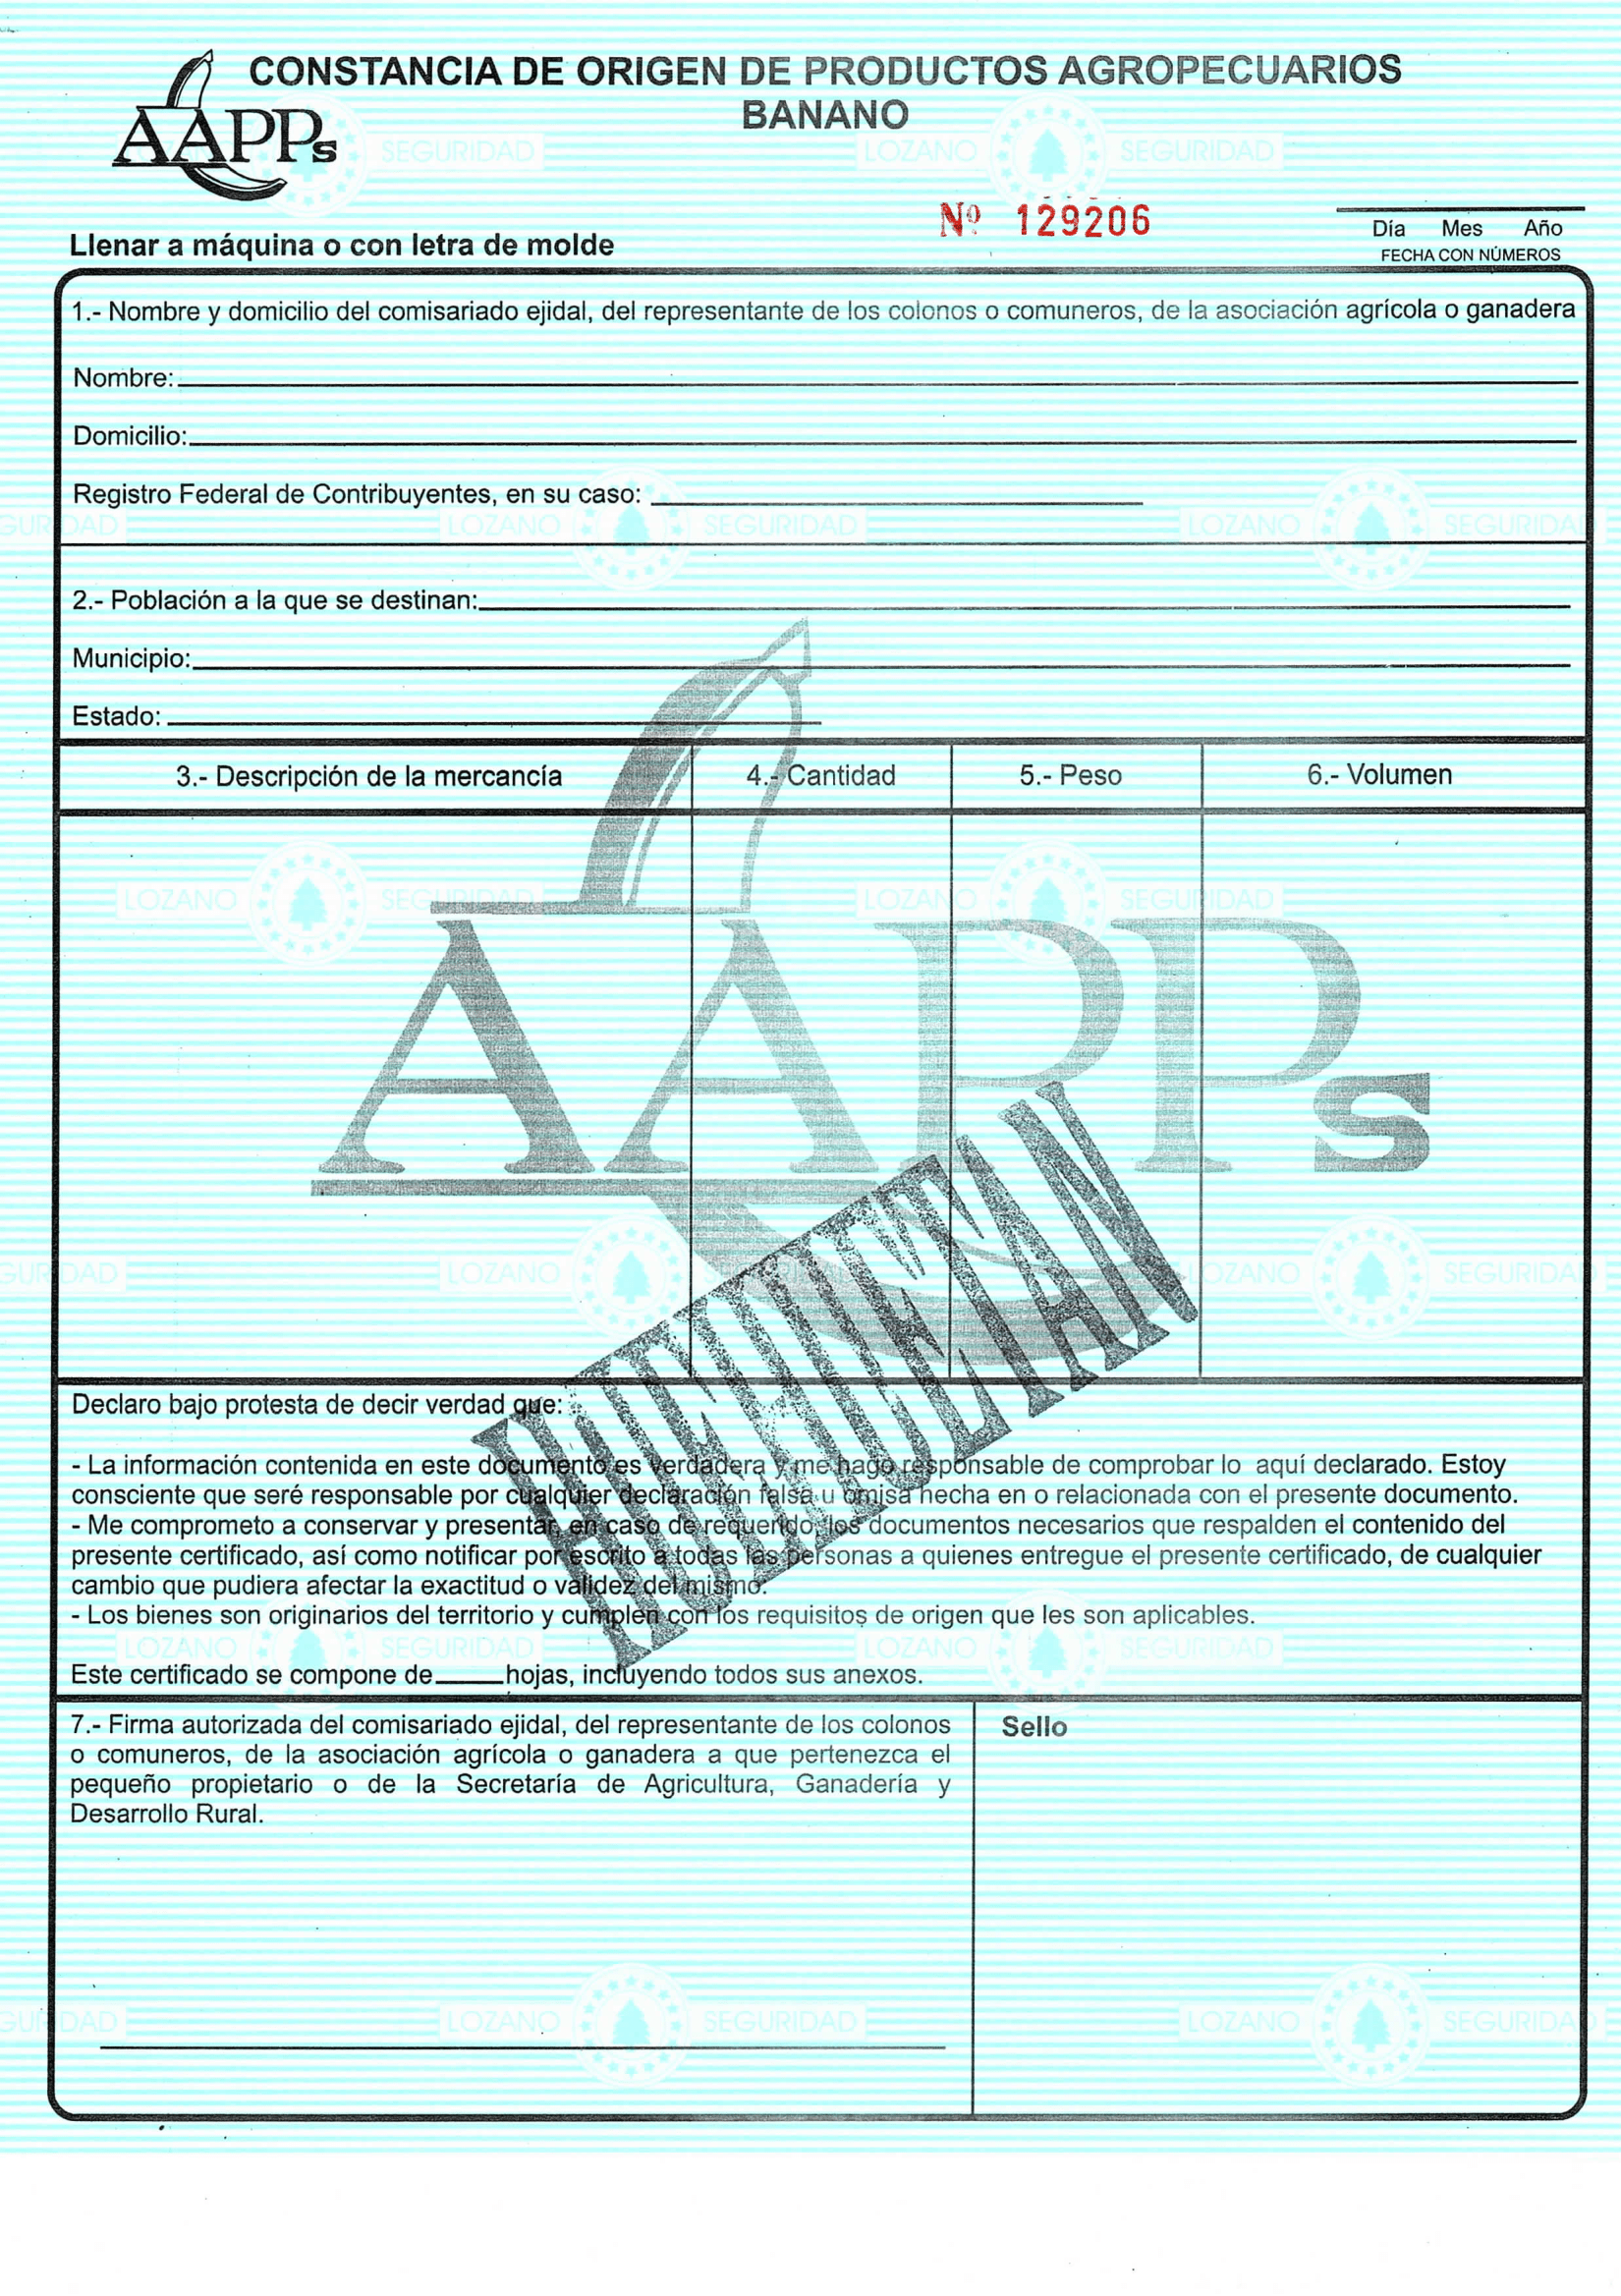 CONSTANCIA DE ORIGEN DE PRODUCTOS AGROPECUARIOS
BANANO
AAPPs
Nº 129206
Día Mes Año
FECHA CON NÚMEROS
Llenar a máquina o con letra de molde
1.- Nombre y domicilio del comisariado ejidal, del representante de los colonos o comuneros, de la asociación agrícola o ganadera
Nombre:
Domicilio:
Registro Federal de Contribuyentes, en su caso:
2.- Población a la que se destinan:
Municipio:
Estado:
3.- Descripción de la mercancía 4.- Cantidad 5.- Peso 6.- Volumen
AAPPs
HUEHUETAN
Declaro bajo protesta de decir verdad que:
- La información contenida en este documento es verdadera y me hago responsable de comprobar lo aquí declarado. Estoy
consciente que seré responsable por cualquier declaración falsa u omisa hecha en o relacionada con el presente documento.
- Me comprometo a conservar y presentar, en caso de requerido, los documentos necesarios que respalden el contenido del
presente certificado, así como notificar por escrito a todas las personas a quienes entregue el presente certificado, de cualquier
cambio que pudiera afectar la exactitud o validez del mismo.
- Los bienes son originarios del territorio y cumplen con los requisitos de origen que les son aplicables.
Este certificado se compone de hojas, incluyendo todos sus anexos.
7.- Firma autorizada del comisariado ejidal, del representante de los colonos
o comuneros, de la asociación agrícola o ganadera a que pertenezca el
pequeño propietario o de la Secretaría de Agricultura, Ganadería y
Desarrollo Rural.
Sello
LOZANO SEGURIDAD